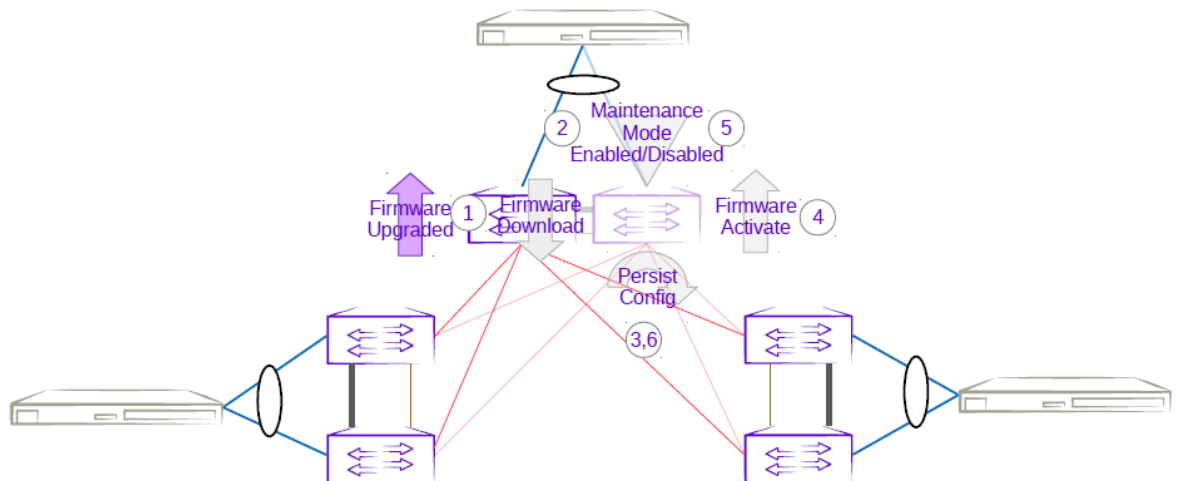 Maintenance
2
Mode
5
Enabled/Disabled
Firmware
Upgraded
1
Firmware
Download
Firmware
Activate
4
Persist
Config
3,6